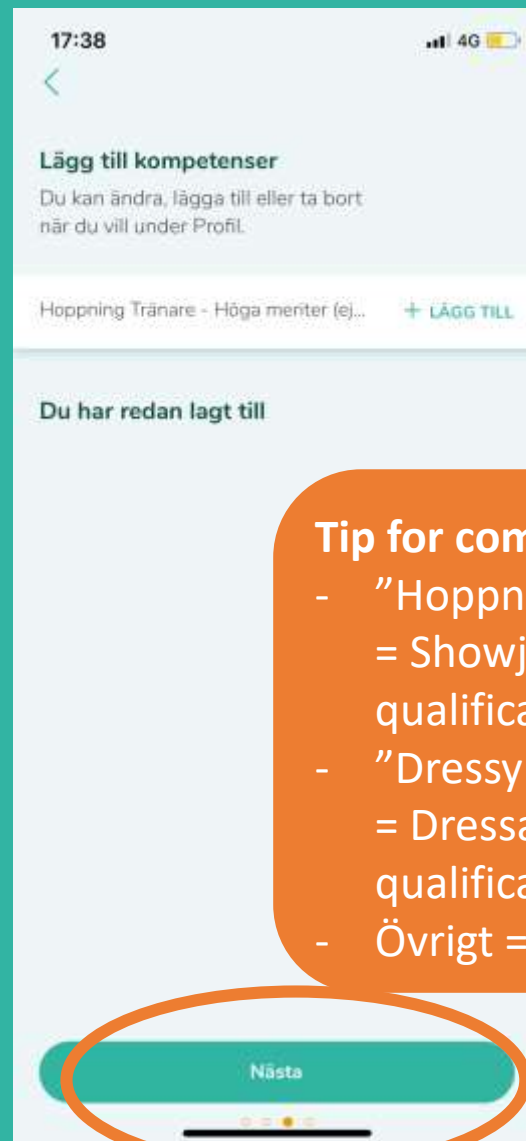 17:38
4G
Lägg till kompetenser
Du kan ändra, lägga till eller ta bort
när du vill under Profil.
Hoppning Tränare - Höga meriter (ej... + LÄGG TILL
Du har redan lagt till
Tip for com
- ”Hoppn
= Showj
qualifica
- ”Dressy
= Dressa
qualifica
- Övrigt =
Nästa